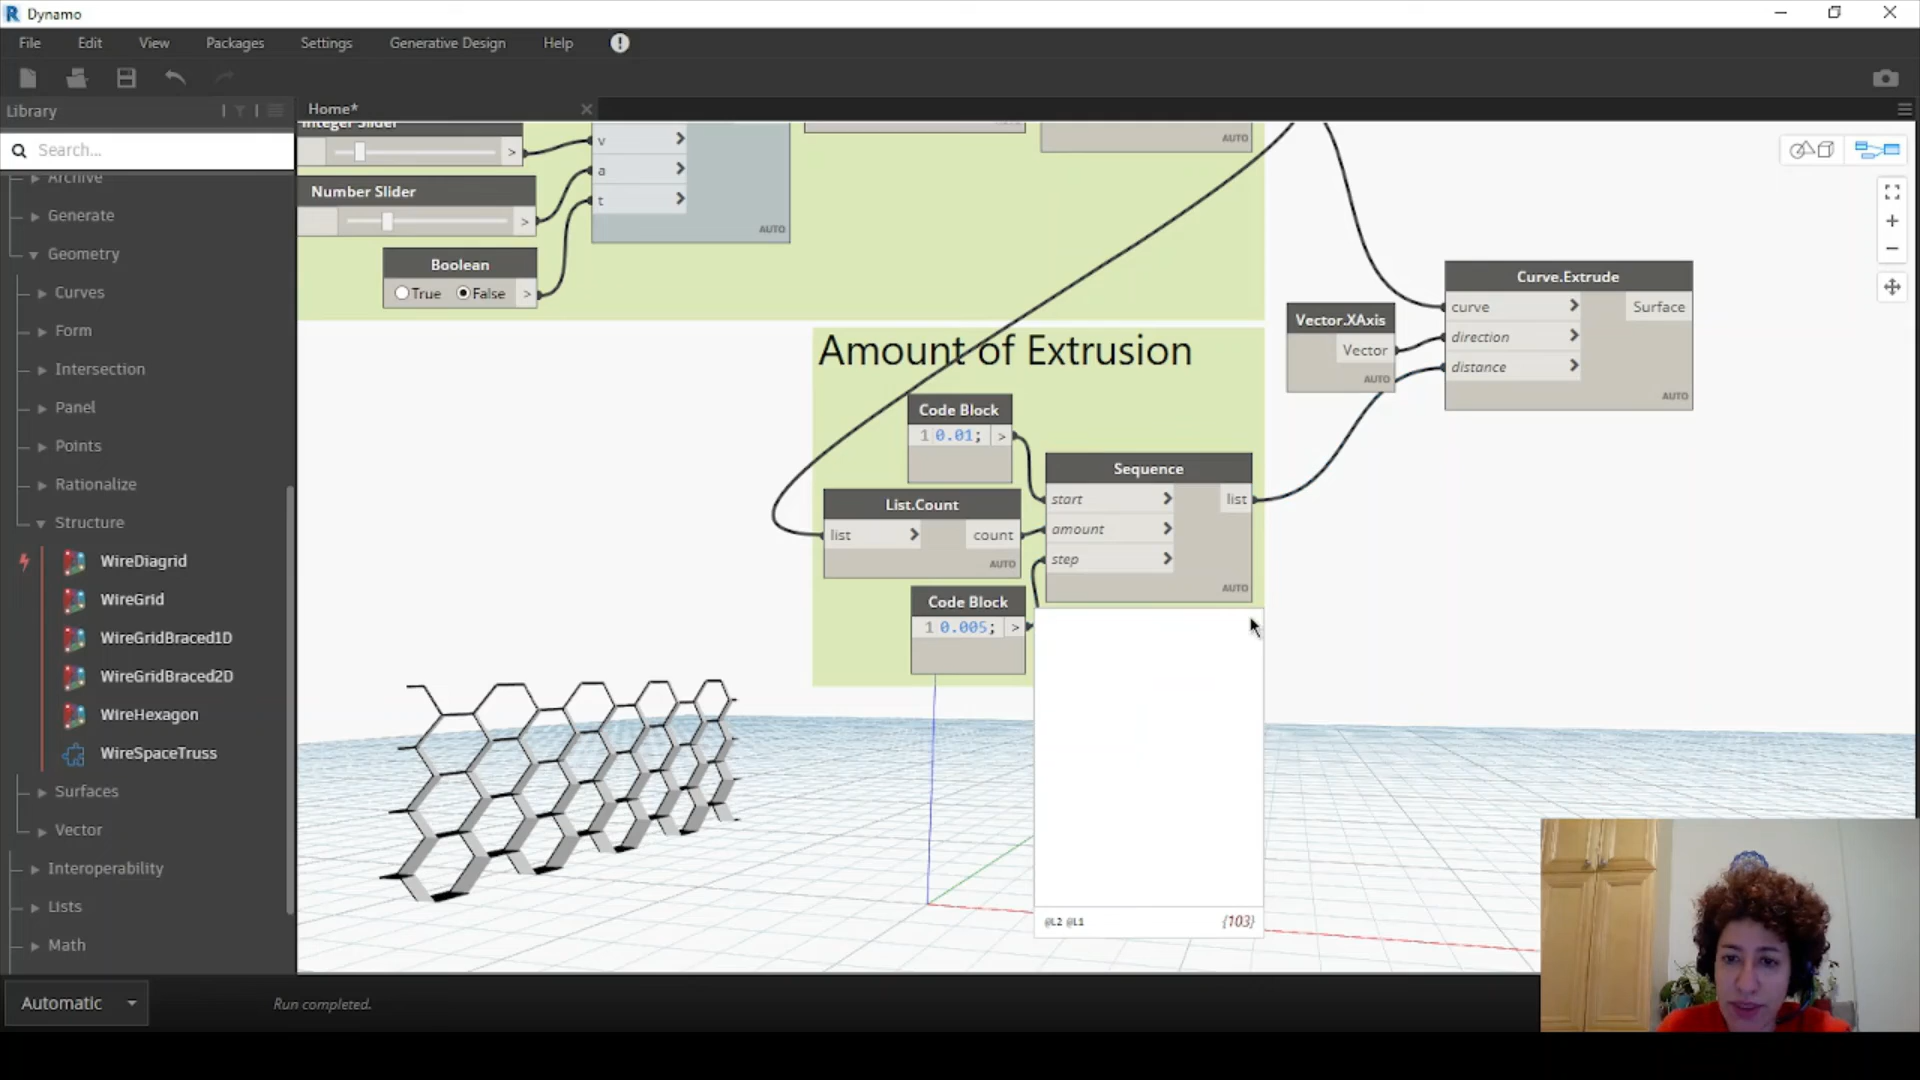 Dynamo
File Edit View Packages Settings Generative Design Help
Library
Home*
Search...
Archive
Generate
Geometry
Curves
Form
Intersection
Panel
Points
Rationalize
Structure
WireDiagrid
WireGrid
WireGridBraced1D
WireGridBraced2D
WireHexagon
WireSpaceTruss
Surfaces
Vector
Interoperability
Lists
Math
Automatic
Run completed.
Integer Slider
>
Number Slider
>
Boolean
True False >
v >
a >
t >
AUTO
AUTO
Amount of Extrusion
Code Block
1 0.01; >
List.Count
list > count
AUTO
Code Block
1 0.005; >
Sequence
start > list
amount >
step >
AUTO
@L2 @L1 {103}
Vector.XAxis
Vector
AUTO
Curve.Extrude
curve > Surface
direction >
distance >
AUTO